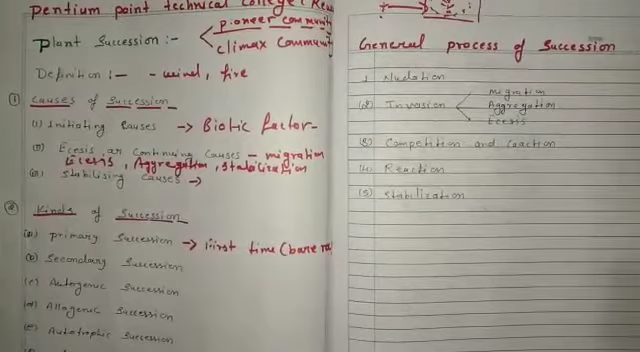 Pentium point technical college (Rewa
Plant Succession :-
pioneer community
climax Communit
Definition :- - wind, fire
(1) Causes of Succession
(i) Initiating Causes -> Biotic factor-
(ii) Ecesis or Continuing Causes - migration
Ecesis, Aggregation, Stabilization
(iii) Stabilising Causes ->
(2) Kinds of Succession
(a) primary Succession -> First time (bare ro
(b) Secondary Succession
(c) Autogenic Succession
(d) Allogenic Succession
(e) Autotrophic Succession
General process of Succession
1) Nudation
(2) Invasion
migration
Aggregation
Ecesis
(3) Competition and Coaction
(4) Reaction
(5) Stabilization